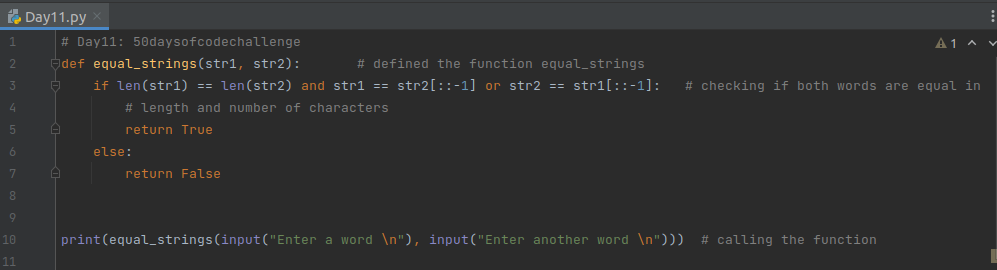 Day11.py
1 # Day11: 50daysofcodechallenge 1
2 def equal_strings(str1, str2): # defined the function equal_strings
3 if len(str1) == len(str2) and str1 == str2[::-1] or str2 == str1[::-1]: # checking if both words are equal in
4 # length and number of characters
5 return True
6 else:
7 return False
8
9
10 print(equal_strings(input("Enter a word \n"), input("Enter another word \n"))) # calling the function
11